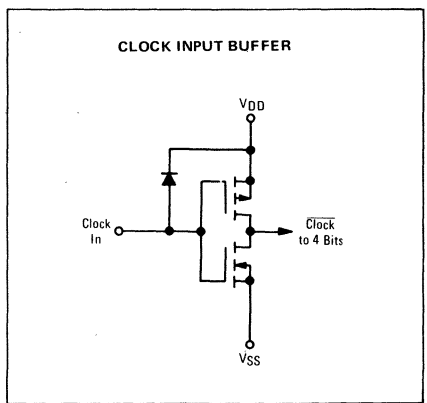 CLOCK INPUT BUFFER
VDD
Clock
In
Clock
to 4 Bits
VSS